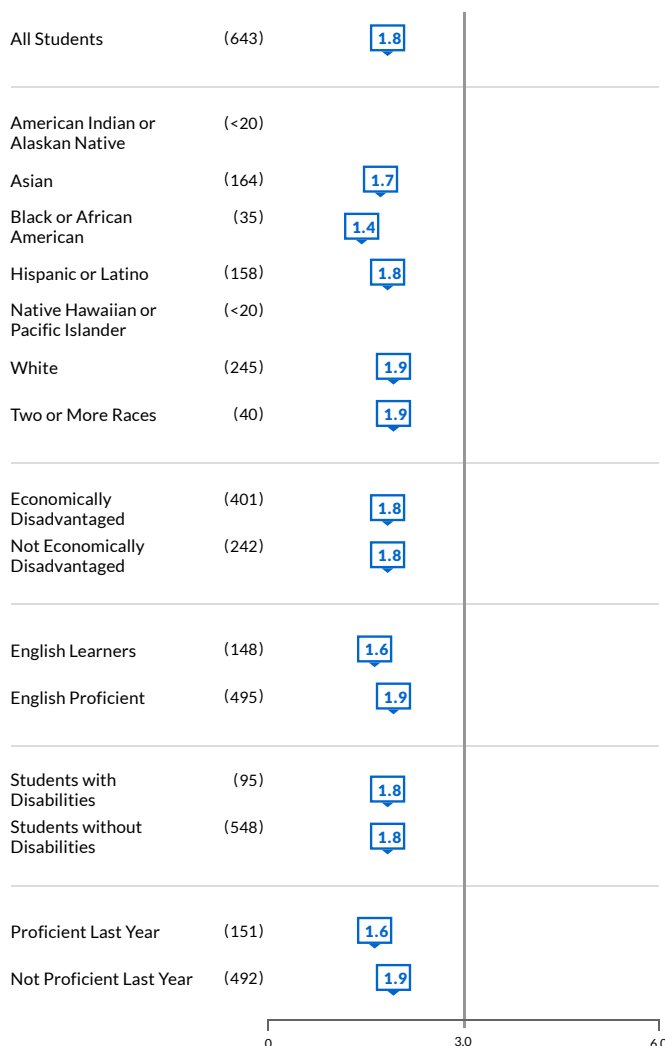 All Students (643) 1.8
American Indian or (<20)
Alaskan Native
Asian (164) 1.7
Black or African (35) 1.4
American
Hispanic or Latino (158) 1.8
Native Hawaiian or (<20)
Pacific Islander
White (245) 1.9
Two or More Races (40) 1.9
Economically (401) 1.8
Disadvantaged
Not Economically (242) 1.8
Disadvantaged
English Learners (148) 1.6
English Proficient (495) 1.9
Students with (95) 1.8
Disabilities
Students without (548) 1.8
Disabilities
Proficient Last Year (151) 1.6
Not Proficient Last Year (492) 1.9
0 3.0 6.0